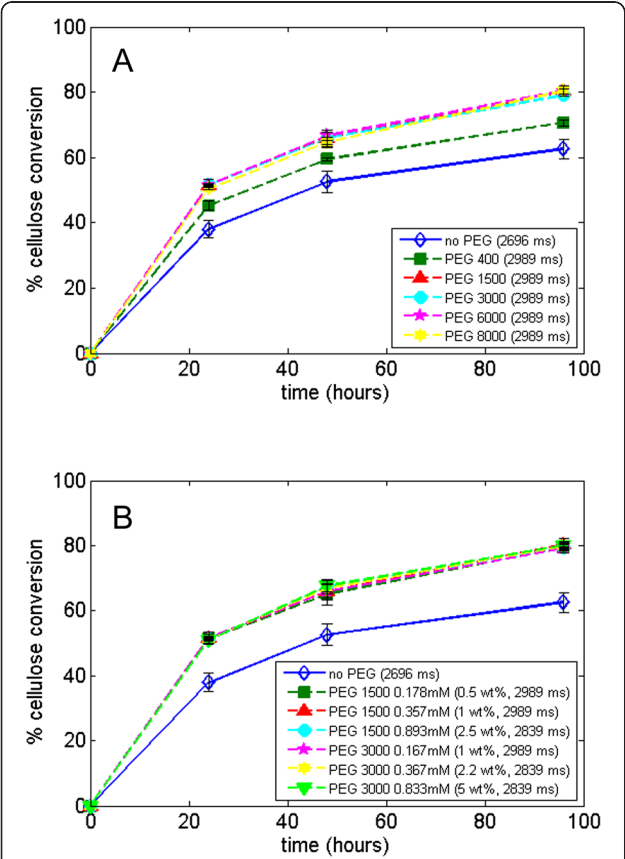 A
100
80
60
40
20
0
% cellulose conversion
no PEG (2696 ms)
PEG 400 (2989 ms)
PEG 1500 (2989 ms)
PEG 3000 (2989 ms)
PEG 6000 (2989 ms)
PEG 8000 (2989 ms)
0 20 40 60 80 100
time (hours)
B
100
80
60
40
20
0
% cellulose conversion
no PEG (2696 ms)
PEG 1500 0.178mM (0.5 wt%, 2989 ms)
PEG 1500 0.357mM (1 wt%, 2989 ms)
PEG 1500 0.893mM (2.5 wt%, 2839 ms)
PEG 3000 0.167mM (1 wt%, 2989 ms)
PEG 3000 0.367mM (2.2 wt%, 2839 ms)
PEG 3000 0.833mM (5 wt%, 2839 ms)
0 20 40 60 80 100
time (hours)